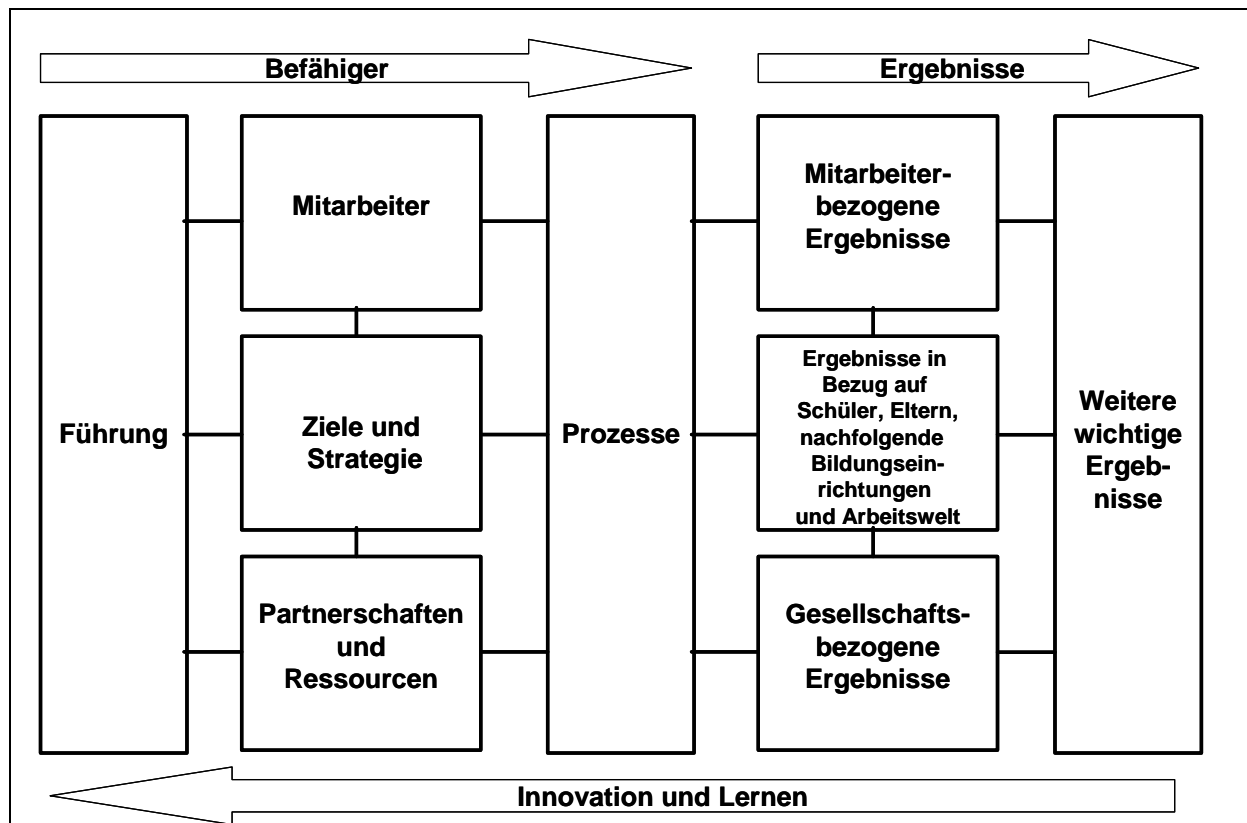 Befähiger
Ergebnisse
Führung
Mitarbeiter
Ziele und
Strategie
Partnerschaften
und
Ressourcen
Prozesse
Mitarbeiter-
bezogene
Ergebnisse
Ergebnisse in
Bezug auf
Schüler, Eltern,
nachfolgende
Bildungsein-
richtungen
und Arbeitswelt
Gesellschafts-
bezogene
Ergebnisse
Weitere
wichtige
Ergeb-
nisse
Innovation und Lernen